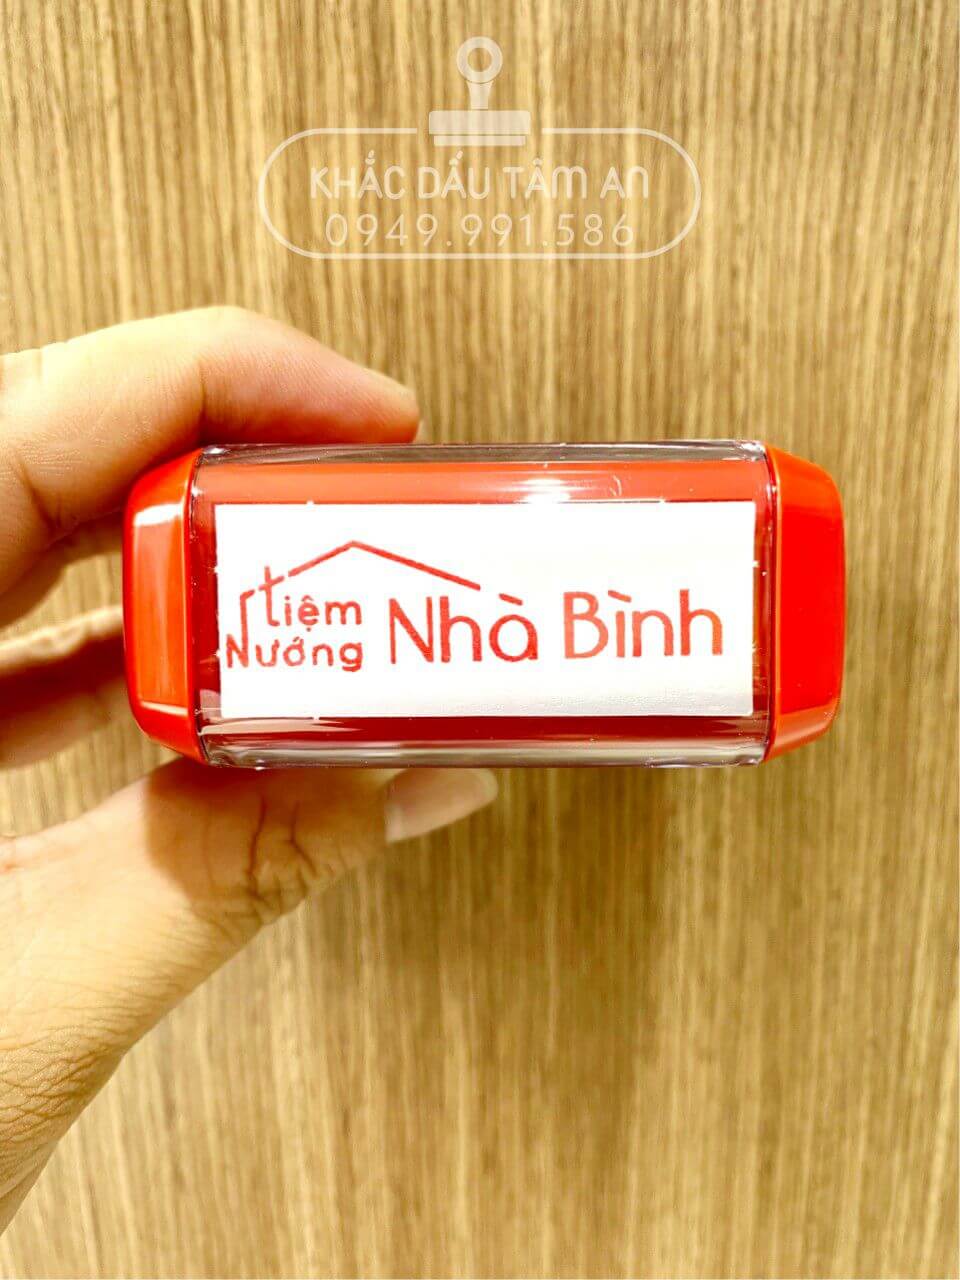 KHẮC DẤU TÂM AN
0949.991.586
tiệm
Nướng
Nhà Bình